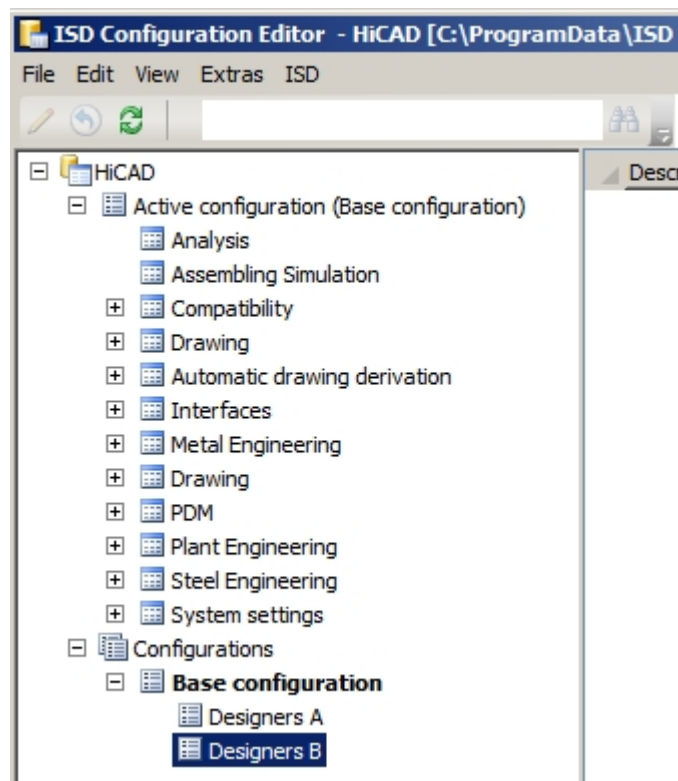 ISD Configuration Editor - HiCAD [C:\ProgramData\ISD
File Edit View Extras ISD
HiCAD
Descr
Active configuration (Base configuration)
Analysis
Assembling Simulation
Compatibility
Drawing
Automatic drawing derivation
Interfaces
Metal Engineering
Drawing
PDM
Plant Engineering
Steel Engineering
System settings
Configurations
Base configuration
Designers A
Designers B